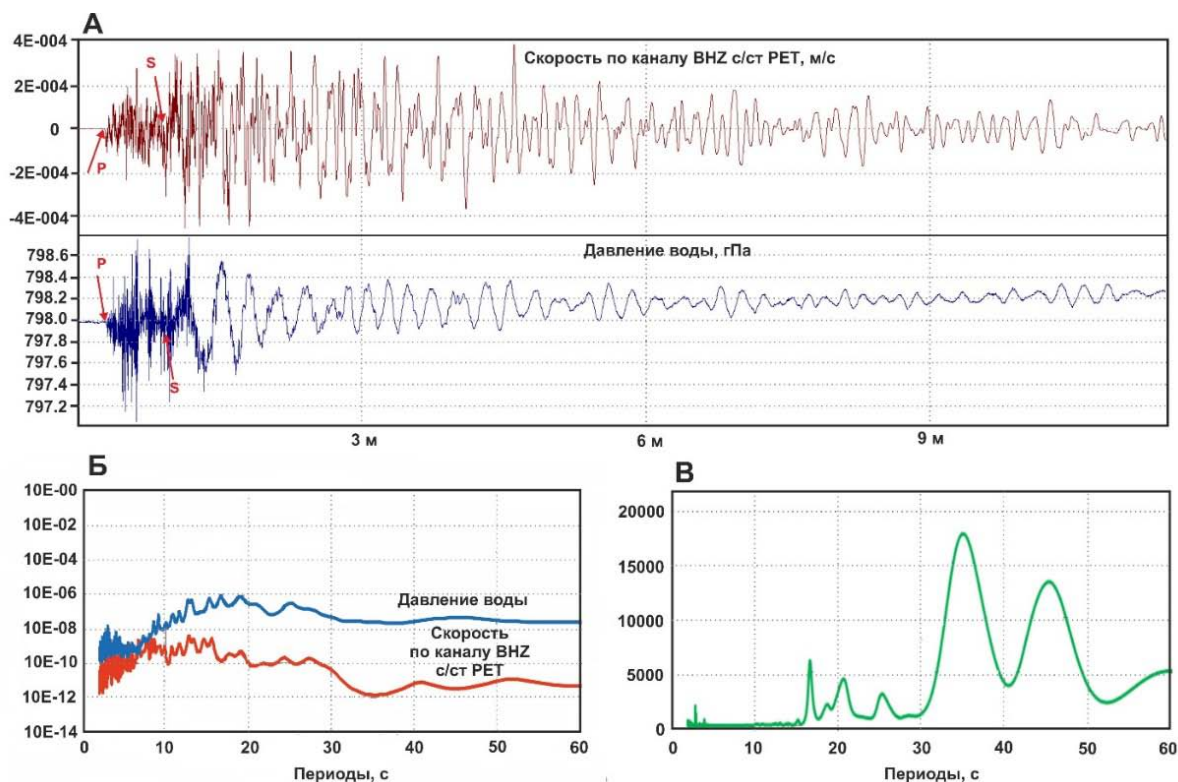 А
4E-004
2E-004
0
-2E-004
-4E-004
S
P
Скорость по каналу BHZ с/ст PET, м/с
798.6
798.4
798.2
798.0
797.8
797.6
797.4
797.2
P
S
Давление воды, гПа
3 м
6 м
9 м
Б
10E-00
10E-02
10E-04
10E-06
10E-08
10E-10
10E-12
10E-14
Давление воды
Скорость
по каналу BHZ
с/ст PET
0
10
20
30
40
50
60
Периоды, с
В
20000
15000
10000
5000
0
0
10
20
30
40
50
60
Периоды, с